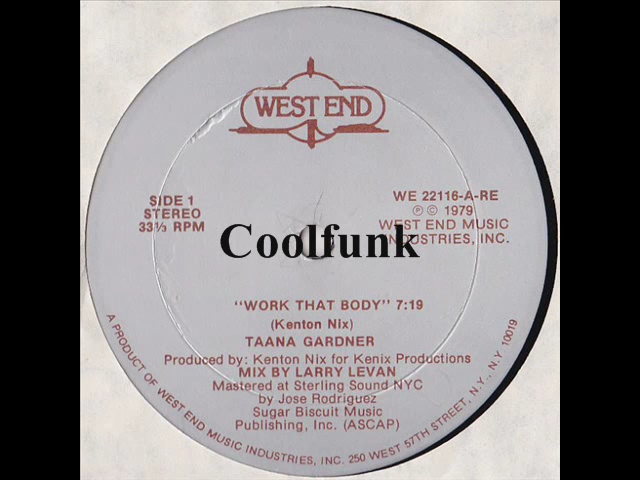 WEST END
SIDE 1
STEREO
33⅓ RPM
WE 22116-A-RE
℗ © 1979
WEST END MUSIC
INDUSTRIES, INC.
Coolfunk
"WORK THAT BODY" 7:19
(Kenton Nix)
TAANA GARDNER
Produced by: Kenton Nix for Kenix Productions
MIX BY LARRY LEVAN
Mastered at Sterling Sound NYC
by Jose Rodriguez
Sugar Biscuit Music
Publishing, Inc. (ASCAP)
A PRODUCT OF WEST END MUSIC INDUSTRIES, INC. 250 WEST 57TH STREET, N.Y., N.Y. 10019